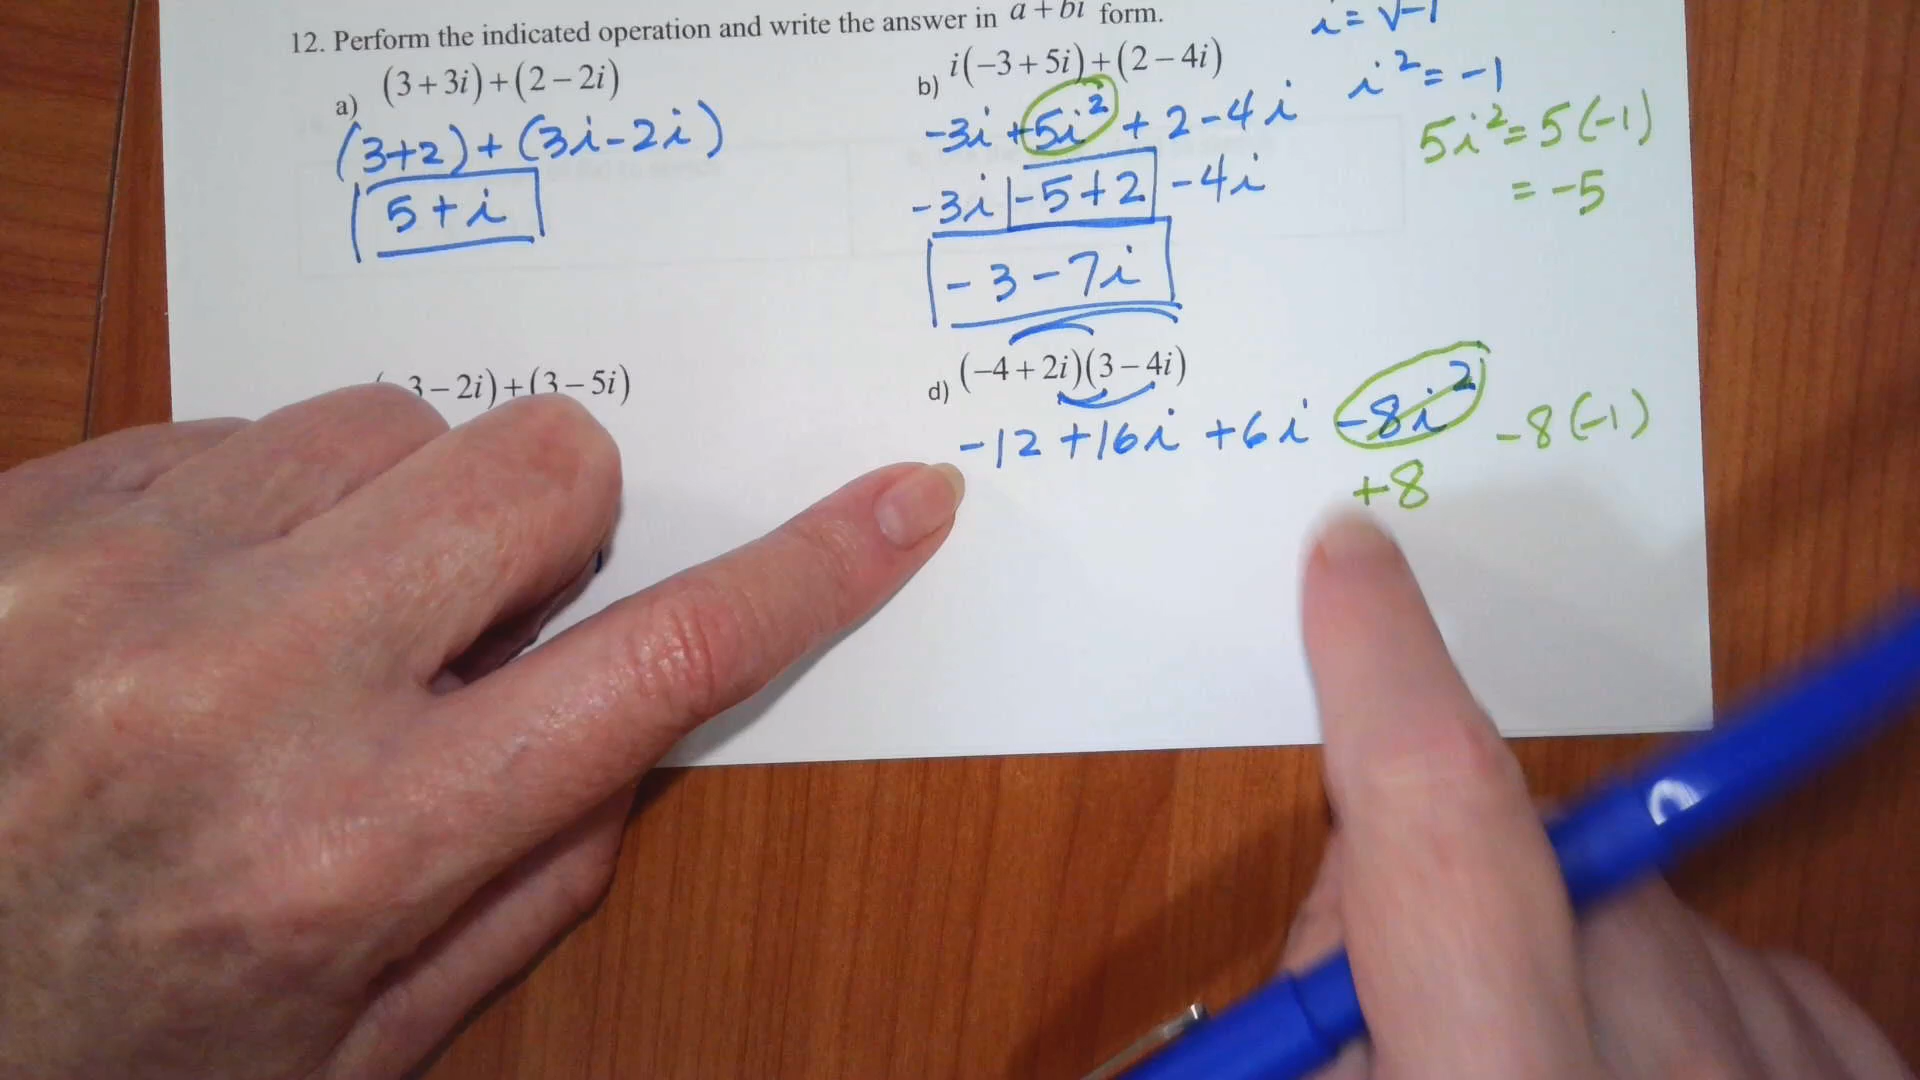 12. Perform the indicated operation and write the answer in a + bi form.
i = √-1
a) (3+3i)+(2-2i)
(3+2)+(3i-2i)
5+i
b) i(-3+5i)+(2-4i)
i² = -1
-3i +5i² + 2-4i
5i² = 5(-1)
-3i -5+2 -4i
= -5
-3-7i
3-2i)+(3-5i)
d) (-4+2i)(3-4i)
-12 +16i +6i -8i² -8(-1)
+8